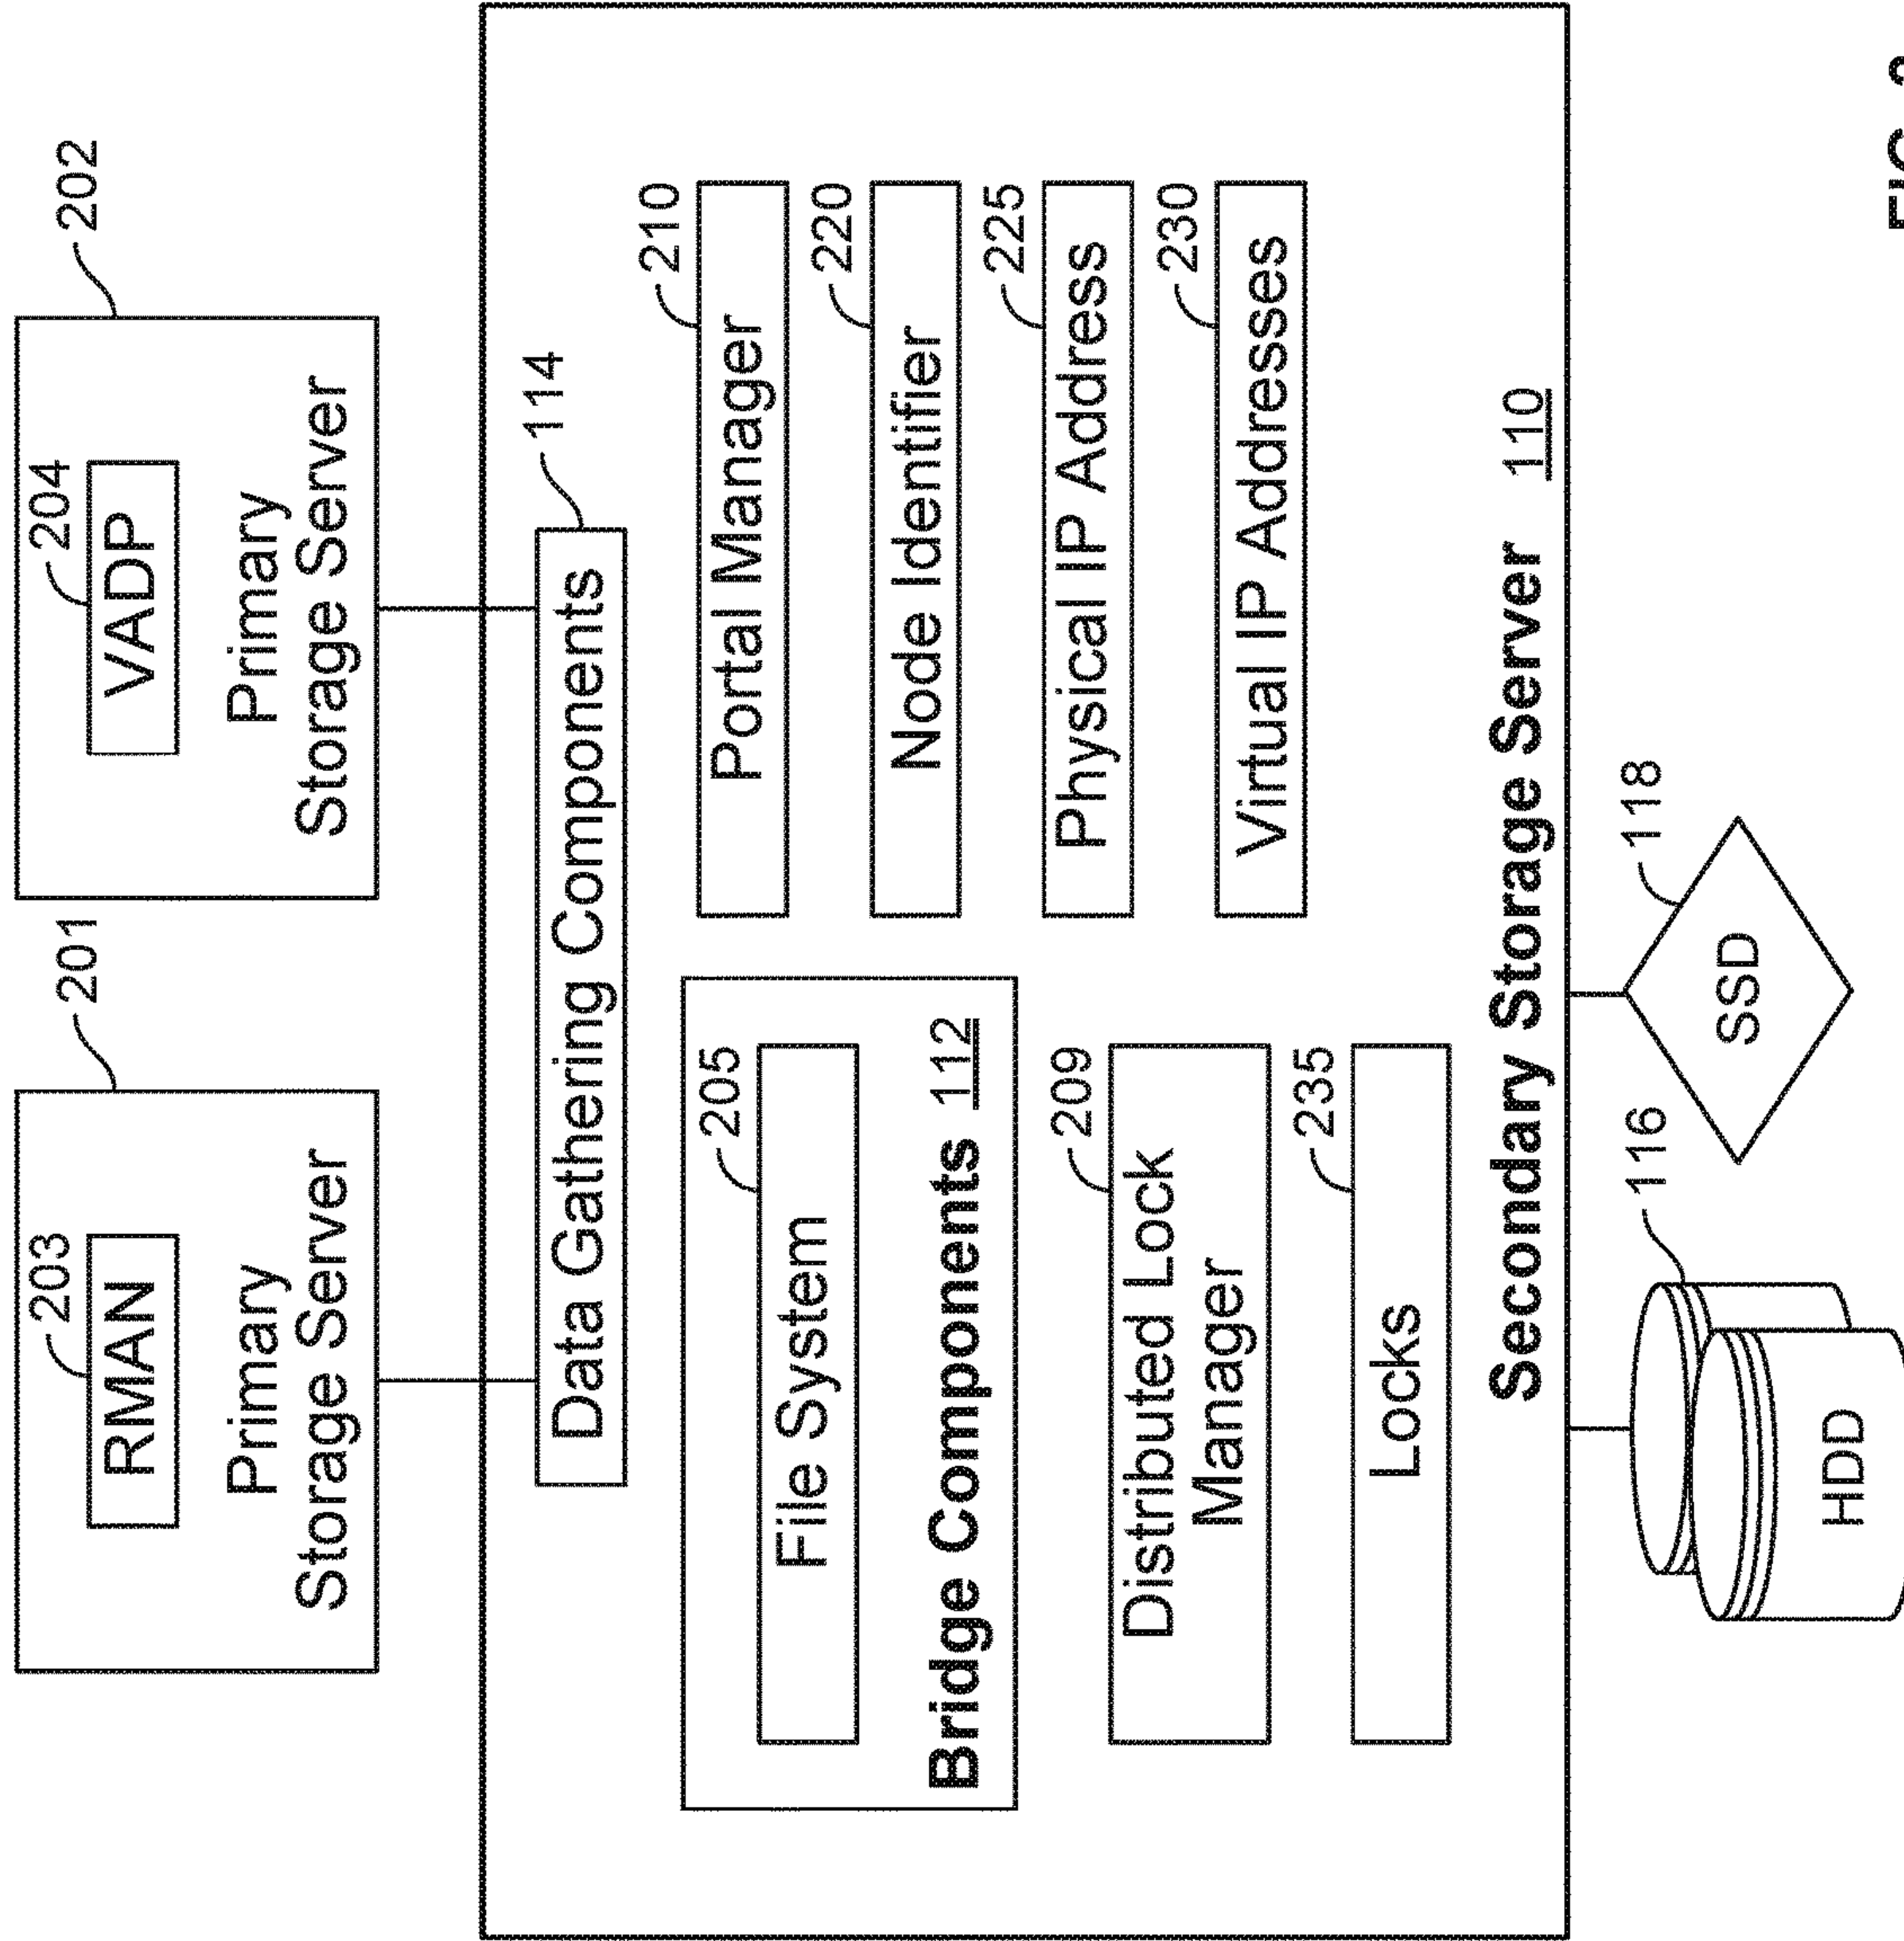 201
203
RMAN
Primary
Storage Server
202
204
VADP
Primary
Storage Server
114
Data Gathering Components
205
File System
Bridge Components 112
209
Distributed Lock
Manager
235
Locks
210
Portal Manager
220
Node Identifier
225
Physical IP Address
230
Virtual IP Addresses
Secondary Storage Server 110
116
HDD
118
SSD
FIG.